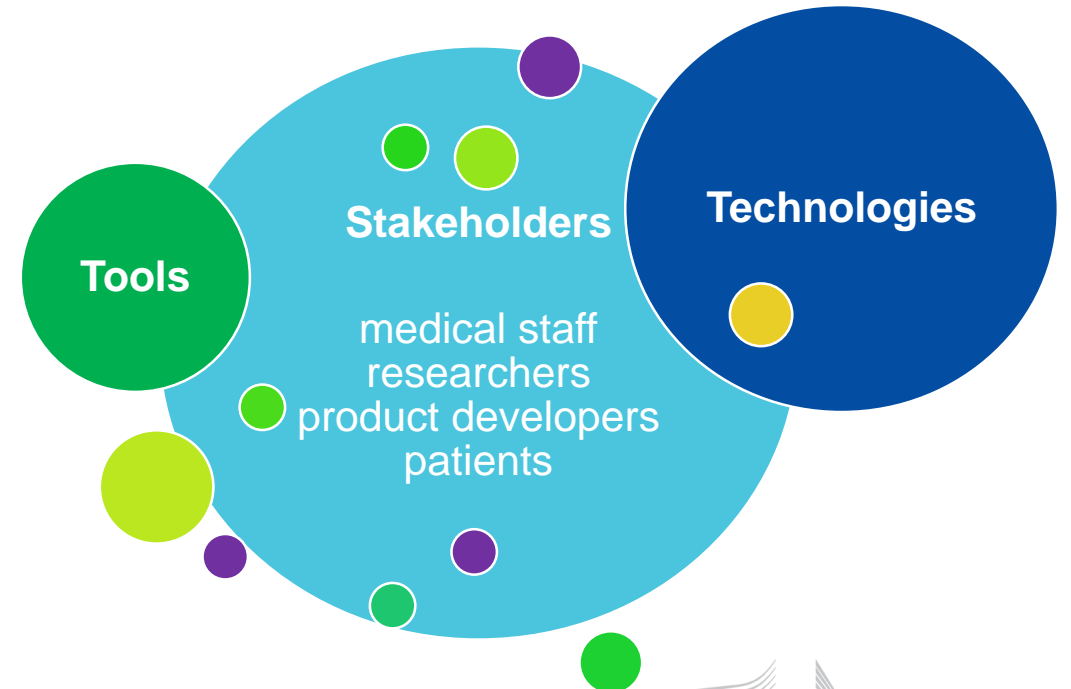 Tools
Stakeholders
medical staff
researchers
product developers
patients
Technologies